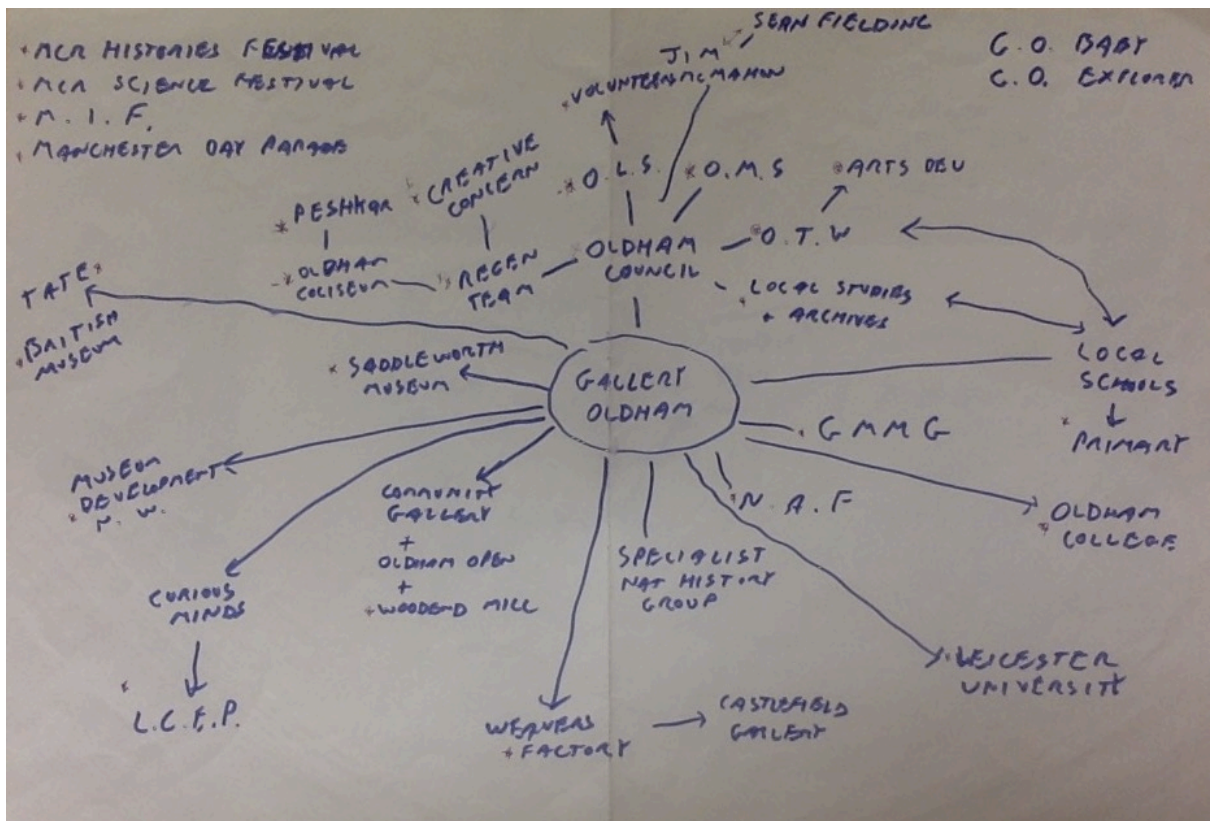 MCR HISTORIES FESTIVAL
MCR SCIENCE FESTIVAL
M. I. F.
MANCHESTER DAY PARADE
SEAN FIELDING
JIM
MCMAHON
VOLUNTEERS
G. O. BABY
G. O. EXPLORER
PESHKAR
OLDHAM
COLISEUM
CREATIVE
CONCERN
REGEN
TEAM
O. L. S.
O. M. S
ARTS DEV
O. T. W
OLDHAM
COUNCIL
LOCAL STUDIES
+ ARCHIVES
TATE
BRITISH
MUSEUM
SADDLEWORTH
MUSEUM
GALLERY
OLDHAM
LOCAL
SCHOOLS
PRIMARY
G M M G
MUSEUM
DEVELOPMENT
N. W.
COMMUNITY
GALLERY
+
OLDHAM OPEN
+
WOODEND MILL
N. A. F
OLDHAM
COLLEGE
SPECIALIST
NAT HISTORY
GROUP
CURIOUS
MINDS
L. C. E. P.
WEAVERS
FACTORY
CASTLEFIELD
GALLERY
LEICESTER
UNIVERSITY